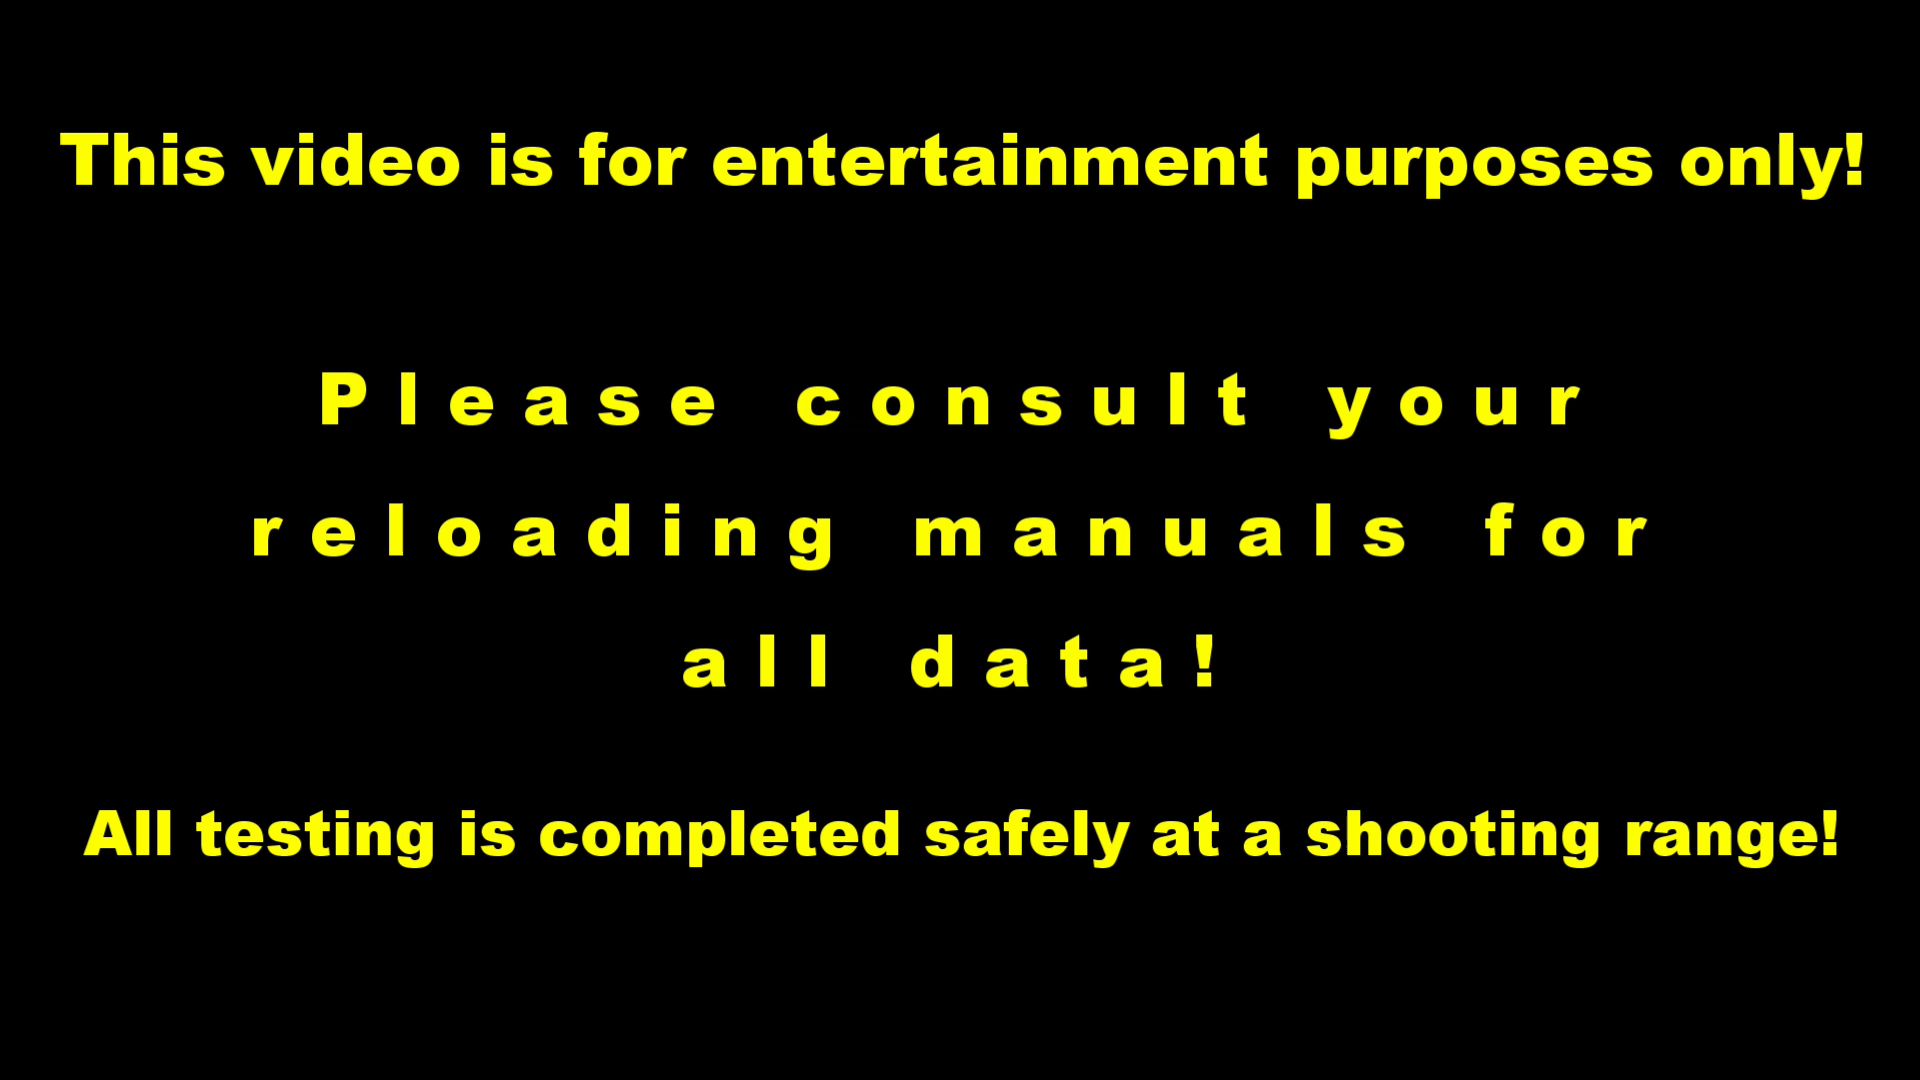 This video is for entertainment purposes only!
Please consult your
reloading manuals for
all data!
All testing is completed safely at a shooting range!